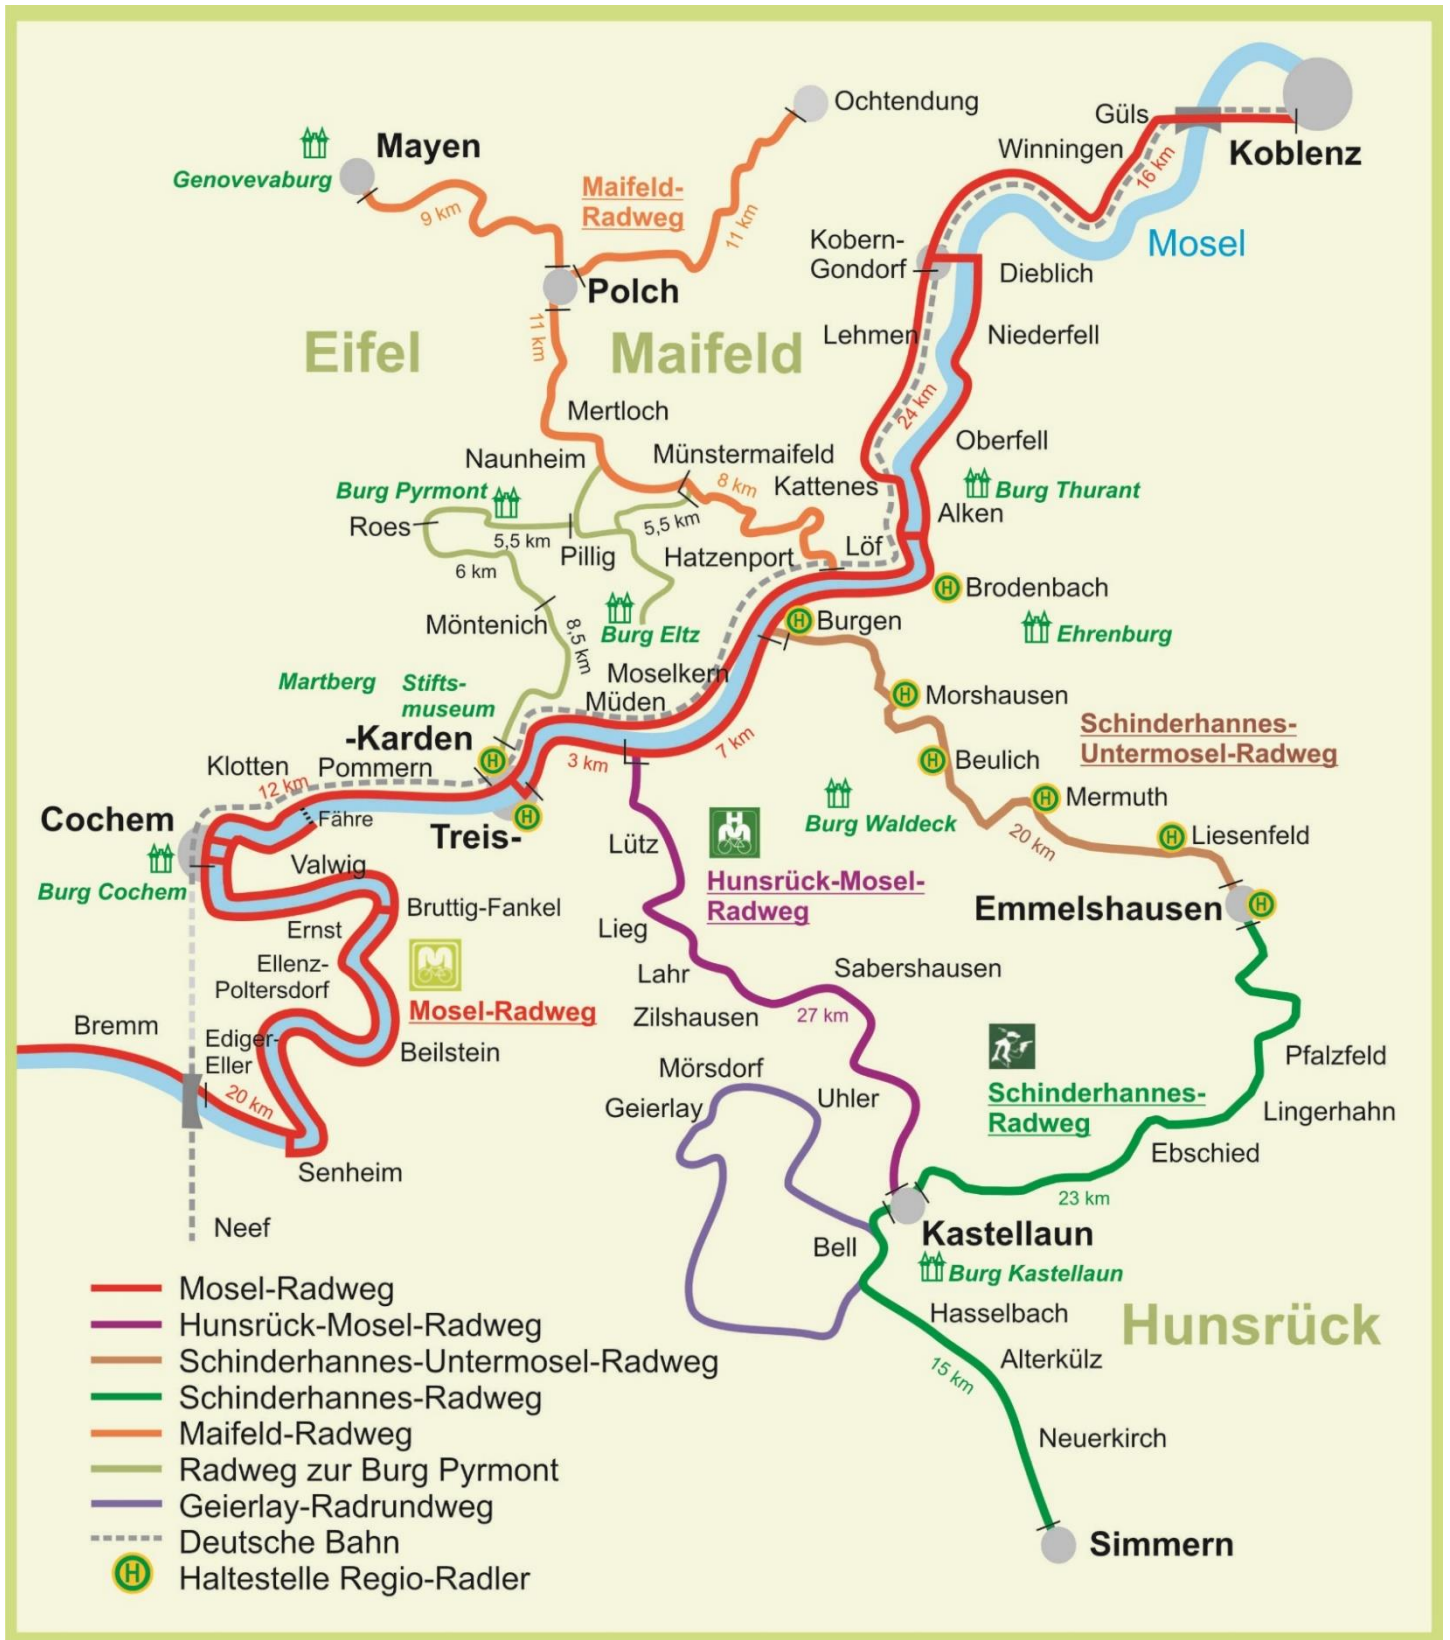 Ochtendung
Güls
Mayen
Winningen
Koblenz
Genovevaburg
16 km
Maifeld-
Radweg
9 km
11 km
Mosel
Kobern-
Gondorf
Dieblich
Polch
11 km
Eifel
Maifeld
Lehmen
Niederfell
24 km
Mertloch
Oberfell
Naunheim
Münstermaifeld
8 km
Kattenes
Burg Pyrmont
Burg Thurant
Roes
5,5 km
5,5 km
Alken
Pillig
Hatzenport
Löf
6 km
Brodenbach
Möntenich
8,5 km
Burg Eltz
Burgen
Ehrenburg
Martberg
Stifts-
museum
Moselkern
Müden
Morshausen
Schinderhannes-
Untermosel-Radweg
-Karden
Klotten
Pommern
3 km
7 km
Beulich
12 km
Mermuth
Cochem
Fähre
Treis-
Burg Waldeck
Liesenfeld
20 km
Lütz
Valwig
Burg Cochem
Hunsrück-Mosel-
Radweg
Bruttig-Fankel
Emmelshausen
Ernst
Lieg
Ellenz-
Poltersdorf
Lahr
Sabershausen
Mosel-Radweg
Zilshausen
27 km
Bremm
Ediger-
Eller
Beilstein
Pfalzfeld
20 km
Mörsdorf
Geierlay
Uhler
Schinderhannes-
Radweg
Lingerhahn
Ebschied
Senheim
23 km
Neef
Bell
Kastellaun
Burg Kastellaun
Hasselbach
Hunsrück
Alterkülz
15 km
Neuerkirch
Simmern
Mosel-Radweg
Hunsrück-Mosel-Radweg
Schinderhannes-Untermosel-Radweg
Schinderhannes-Radweg
Maifeld-Radweg
Radweg zur Burg Pyrmont
Geierlay-Radrundweg
Deutsche Bahn
H Haltestelle Regio-Radler